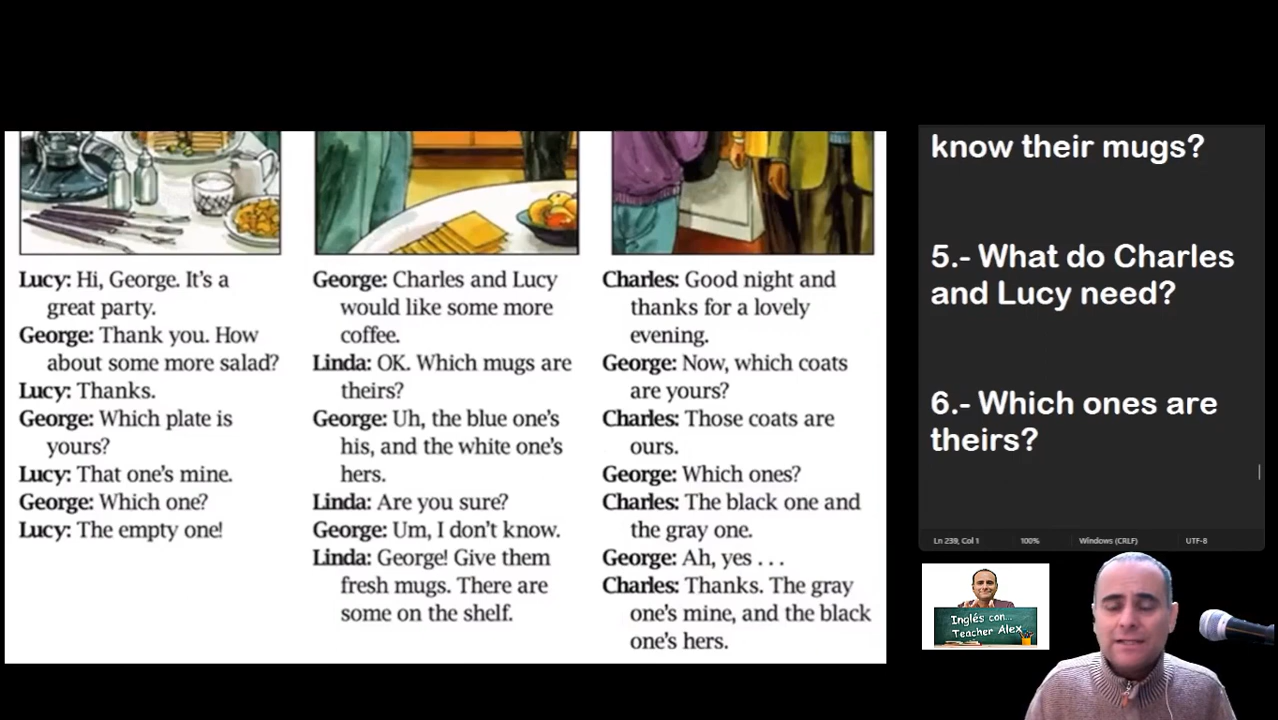 Lucy: Hi, George. It's a
great party.
George: Thank you. How
about some more salad?
Lucy: Thanks.
George: Which plate is
yours?
Lucy: That one's mine.
George: Which one?
Lucy: The empty one!
George: Charles and Lucy
would like some more
coffee.
Linda: OK. Which mugs are
theirs?
George: Uh, the blue one's
his, and the white one's
hers.
Linda: Are you sure?
George: Um, I don't know.
Linda: George! Give them
fresh mugs. There are
some on the shelf.
Charles: Good night and
thanks for a lovely
evening.
George: Now, which coats
are yours?
Charles: Those coats are
ours.
George: Which ones?
Charles: The black one and
the gray one.
George: Ah, yes . . .
Charles: Thanks. The gray
one's mine, and the black
one's hers.
know their mugs?
5.- What do Charles
and Lucy need?
6.- Which ones are
theirs?
Ln 239, Col 1 100% Windows (CRLF) UTF-8
Inglés con...
Teacher Alex